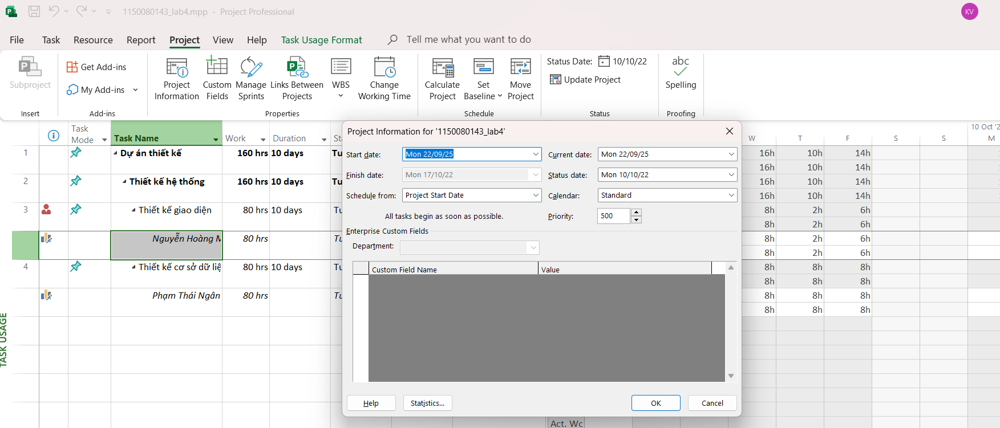 1150080143_lab4.mpp - Project Professional
KV
File Task Resource Report Project View Help Task Usage Format Tell me what you want to do
Subproject
Get Add-ins
My Add-ins
Project Information
Custom Fields
Manage Sprints
Links Between Projects
WBS
Change Working Time
Calculate Project
Set Baseline
Move Project
Status Date: 10/10/22
Update Project
abc
Spelling
Insert Add-ins Properties Schedule Status Proofing
Task Mode Task Name Work Duration Sta
1 Dự án thiết kế 160 hrs 10 days Tu
2 Thiết kế hệ thống 160 hrs 10 days Tu
3 Thiết kế giao diện 80 hrs 10 days Tu
Nguyễn Hoàng M 80 hrs Tu
4 Thiết kế cơ sở dữ liệ 80 hrs 10 days Tu
Phạm Thái Ngân 80 hrs Tu
TASK USAGE
Project Information for '1150080143_lab4'
Start date: Mon 22/09/25 Current date: Mon 22/09/25
Finish date: Mon 17/10/22 Status date: Mon 10/10/22
Schedule from: Project Start Date Calendar: Standard
All tasks begin as soon as possible. Priority: 500
Enterprise Custom Fields
Department:
Custom Field Name Value
Help Statistics... OK Cancel
Act. Wc
10 Oct '2
W T F S S M
16h 10h 14h
16h 10h 14h
16h 10h 14h
16h 10h 14h
8h 2h 6h
8h 2h 6h
8h 2h 6h
8h 2h 6h
8h 8h 8h
8h 8h 8h
8h 8h 8h
8h 8h 8h